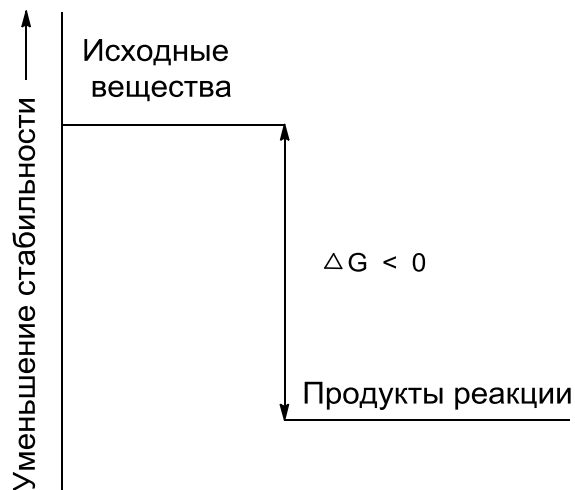 Уменьшение стабильности
Исходные
вещества
△G < 0
Продукты реакции